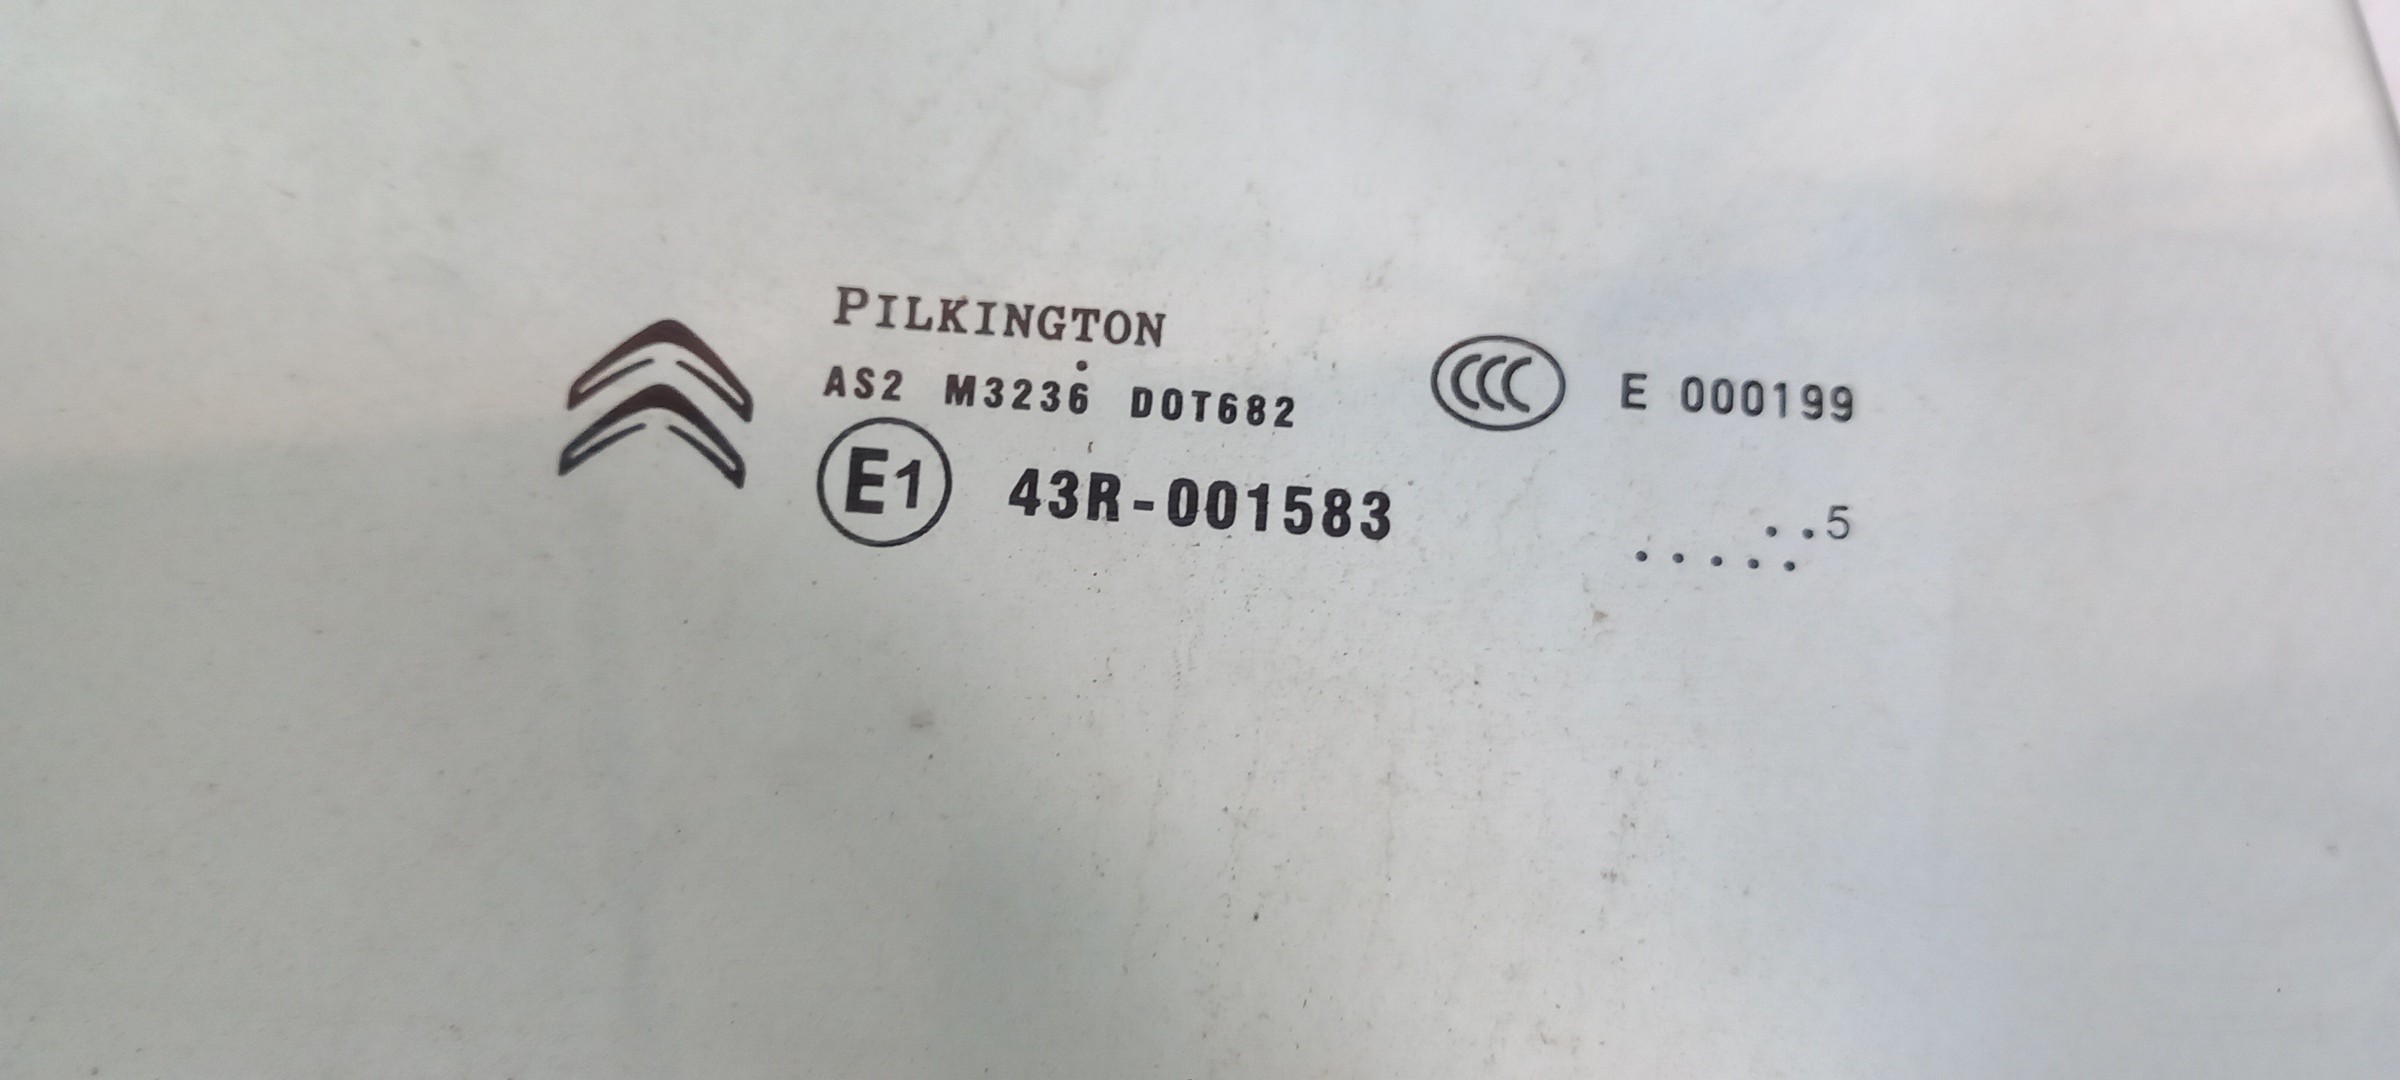 PILKINGTON
AS2 M3236 DOT682
CCC E 000199
E1 43R-001583
. . 5
. . . . .